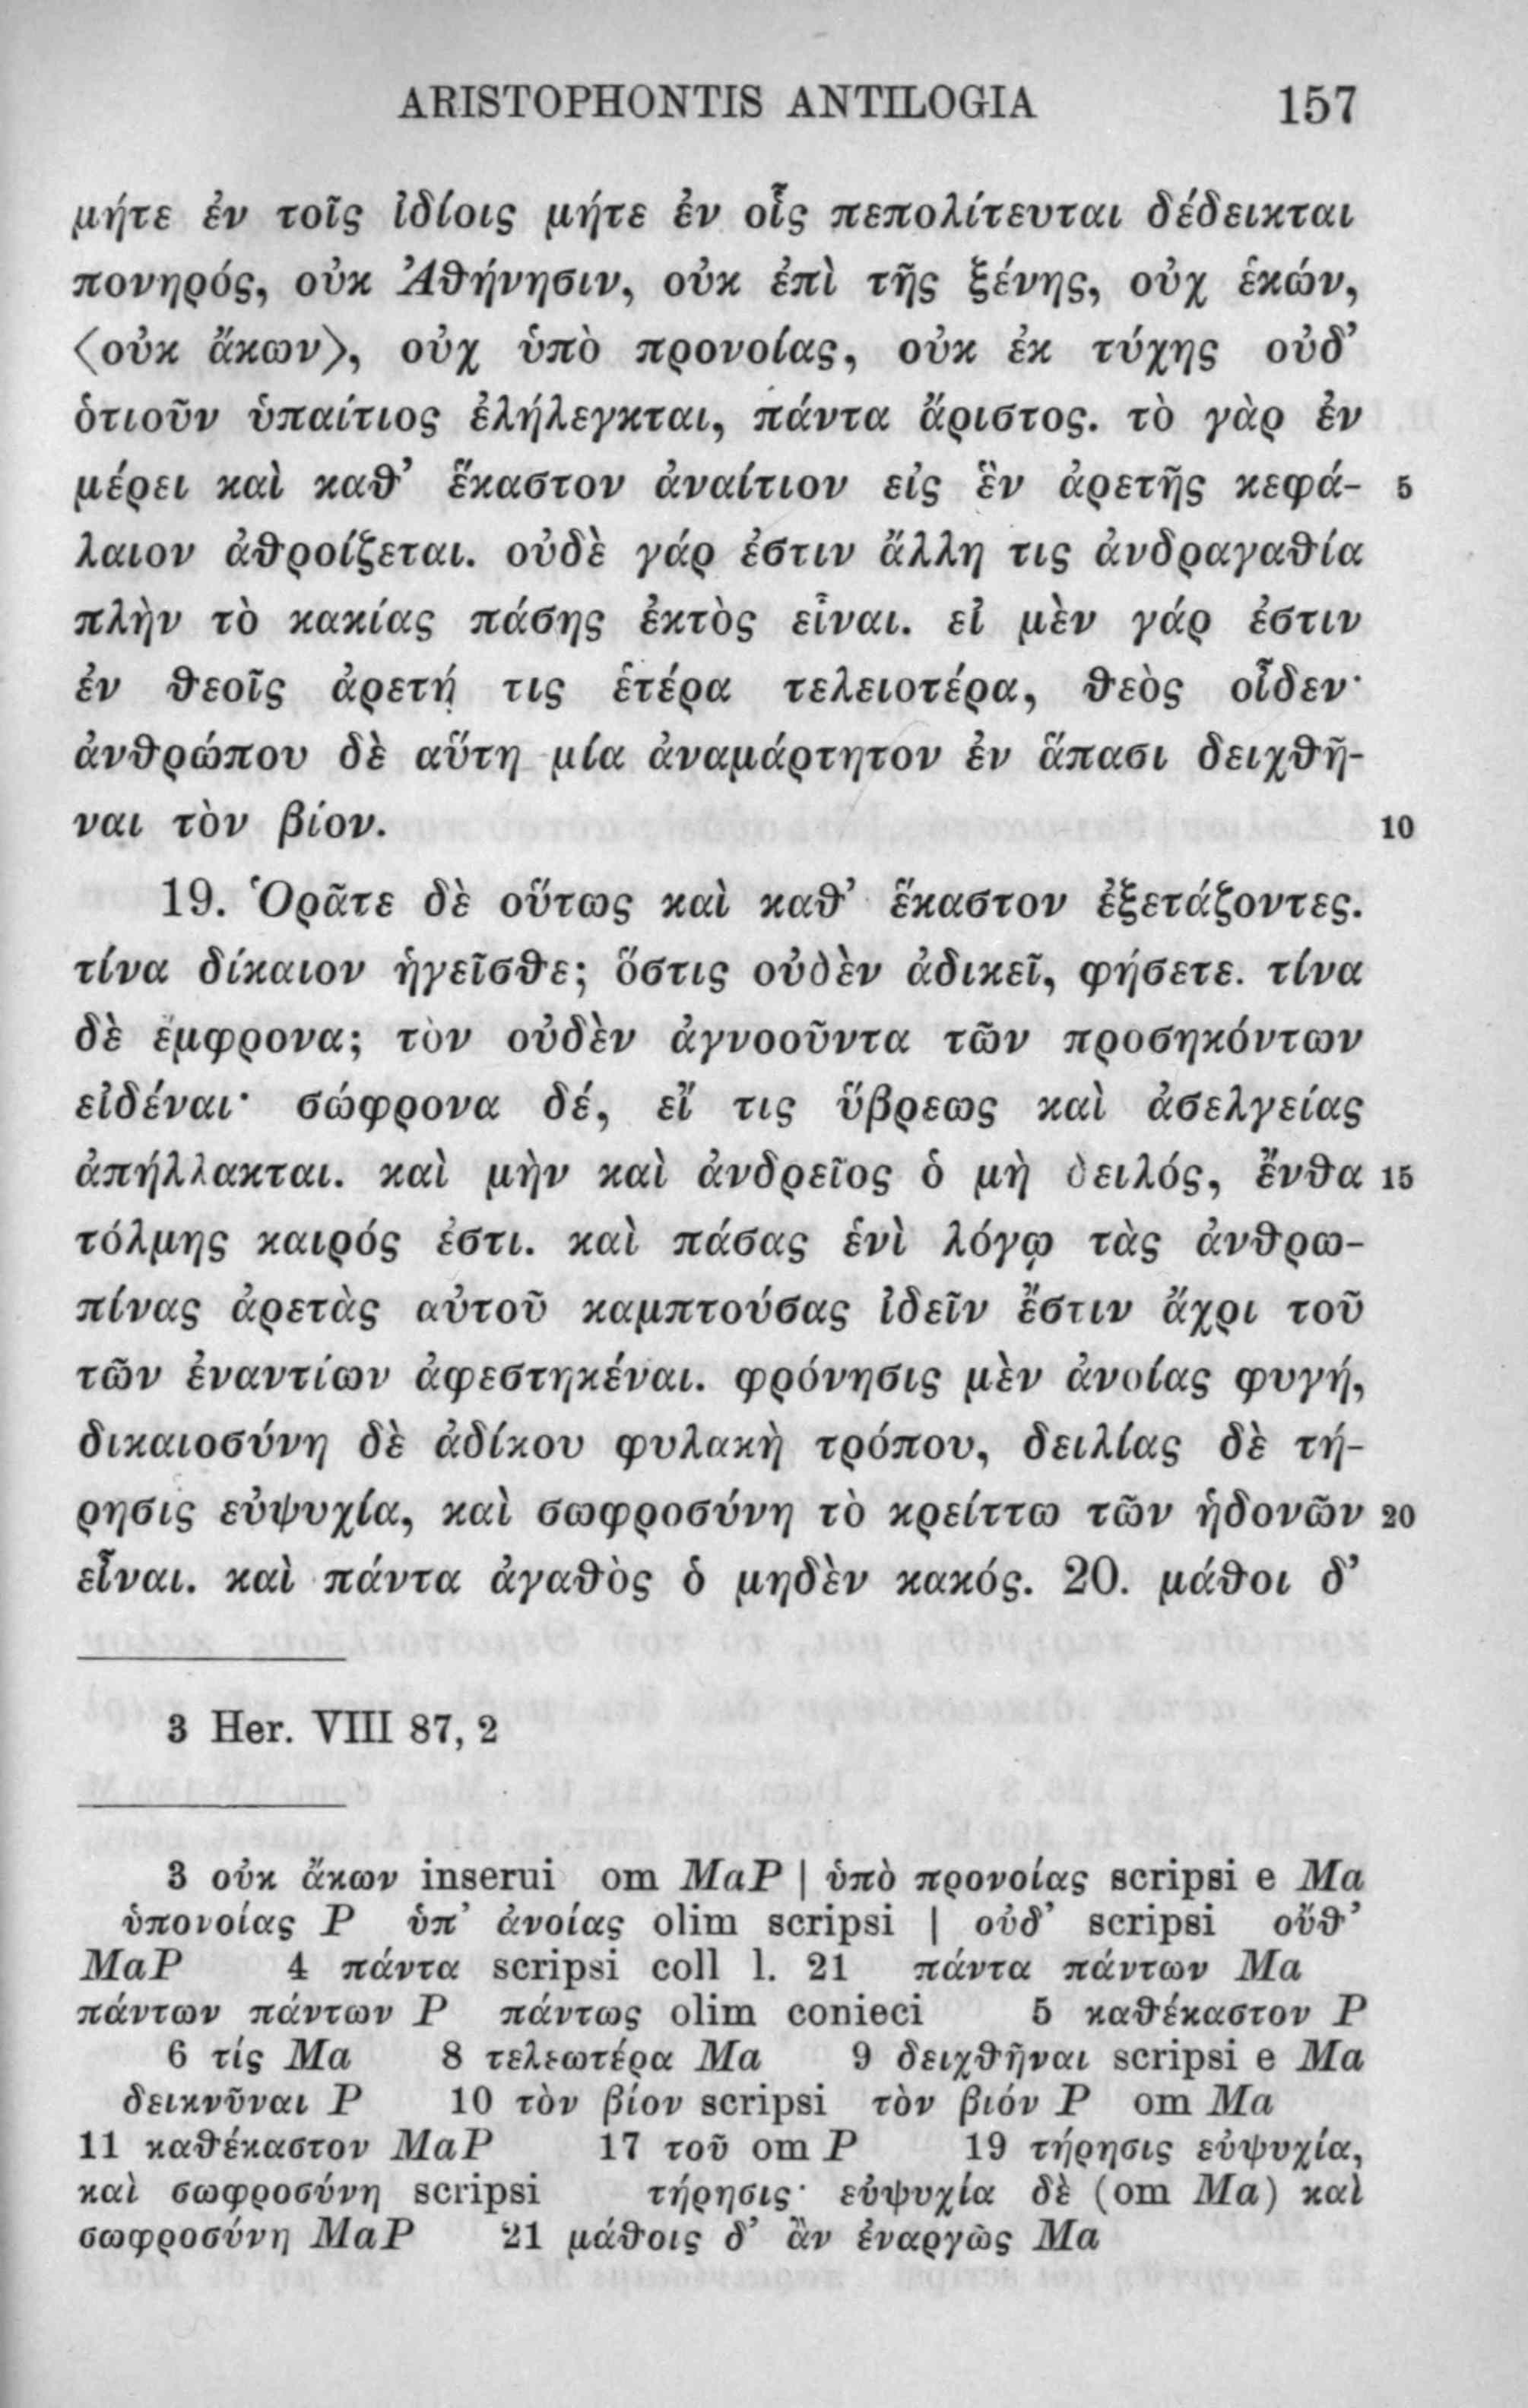 ARISTOPHONTIS ANTILOGIA 157
μήτε ἐν τοῖς ἰδίοις μήτε ἐν οἷς πεπολίτευται δέδεικται
πονηρός, οὐκ Ἀθήνησιν, οὐκ ἐπὶ τῆς ξένης, οὐχ ἑκών,
⟨οὐκ ἄκων⟩, οὐχ ὑπὸ προνοίας, οὐκ ἐκ τύχης οὐδ’
ὁτιοῦν ὑπαίτιος ἐλήλεγκται, πάντα ἄριστος. τὸ γὰρ ἐν
μέρει καὶ καθ’ ἕκαστον ἀναίτιον εἰς ἓν ἀρετῆς κεφά- 5
λαιον ἀθροίζεται. οὐδὲ γάρ ἐστιν ἄλλη τις ἀνδραγαθία
πλὴν τὸ κακίας πάσης ἐκτὸς εἶναι. εἰ μὲν γάρ ἐστιν
ἐν θεοῖς ἀρετή τις ἑτέρα τελειοτέρα, θεὸς οἶδεν·
ἀνθρώπου δὲ αὕτη μία ἀναμάρτητον ἐν ἅπασι δειχθῆ-
ναι τὸν βίον. 10
19. Ὁρᾶτε δὲ οὕτως καὶ καθ’ ἕκαστον ἐξετάζοντες.
τίνα δίκαιον ἡγεῖσθε; ὅστις οὐδὲν ἀδικεῖ, φήσετε. τίνα
δὲ ἔμφρονα; τὸν οὐδὲν ἀγνοοῦντα τῶν προσηκόντων
εἰδέναι· σώφρονα δέ, εἴ τις ὕβρεως καὶ ἀσελγείας
ἀπήλλακται. καὶ μὴν καὶ ἀνδρεῖος ὁ μὴ δειλός, ἔνθα 15
τόλμης καιρός ἐστι. καὶ πάσας ἑνὶ λόγῳ τὰς ἀνθρω-
πίνας ἀρετὰς αὐτοῦ καμπτούσας ἰδεῖν ἔστιν ἄχρι τοῦ
τῶν ἐναντίων ἀφεστηκέναι. φρόνησις μὲν ἀνοίας φυγή,
δικαιοσύνη δὲ ἀδίκου φυλακὴ τρόπου, δειλίας δὲ τή-
ρησις εὐψυχία, καὶ σωφροσύνη τὸ κρείττω τῶν ἡδονῶν 20
εἶναι. καὶ πάντα ἀγαθὸς ὁ μηδὲν κακός. 20. μάθοι δ’
3 Her. VIII 87, 2
3 οὐκ ἄκων inserui om MaP | ὑπὸ προνοίας scripsi e Ma
ὑπονοίας P ὑπ’ ἀνοίας olim scripsi | οὐδ’ scripsi οὔθ’
MaP 4 πάντα scripsi coll l. 21 πάντα πάντων Ma
πάντων πάντων P πάντως olim conieci 5 καθέκαστον P
6 τίς Ma 8 τελεωτέρα Ma 9 δειχθῆναι scripsi e Ma
δεικνῦναι P 10 τὸν βίον scripsi τὸν βιόν P om Ma
11 καθέκαστον MaP 17 τοῦ om P 19 τήρησις εὐψυχία,
καὶ σωφροσύνη scripsi τήρησις· εὐψυχία δὲ (om Ma) καὶ
σωφροσύνη MaP 21 μάθοις δ’ ἂν ἐναργῶς Ma